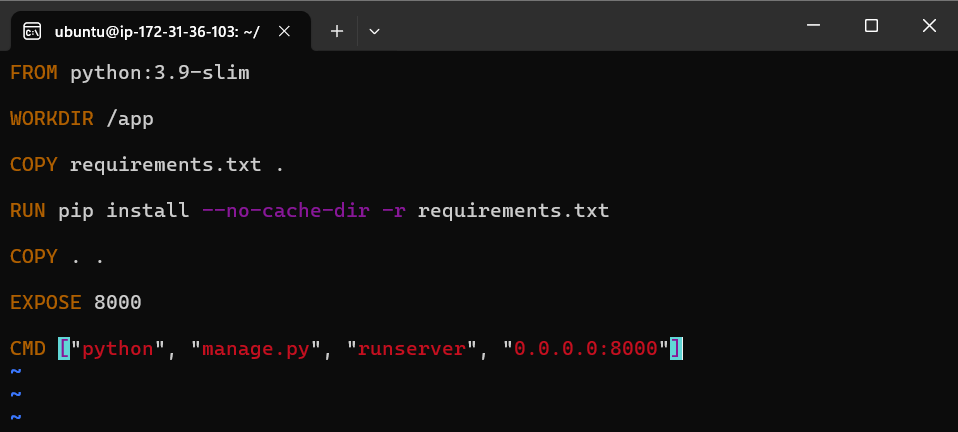 ubuntu@ip-172-31-36-103: ~/
FROM python:3.9-slim
WORKDIR /app
COPY requirements.txt .
RUN pip install --no-cache-dir -r requirements.txt
COPY . .
EXPOSE 8000
CMD ["python", "manage.py", "runserver", "0.0.0.0:8000"]
~
~
~